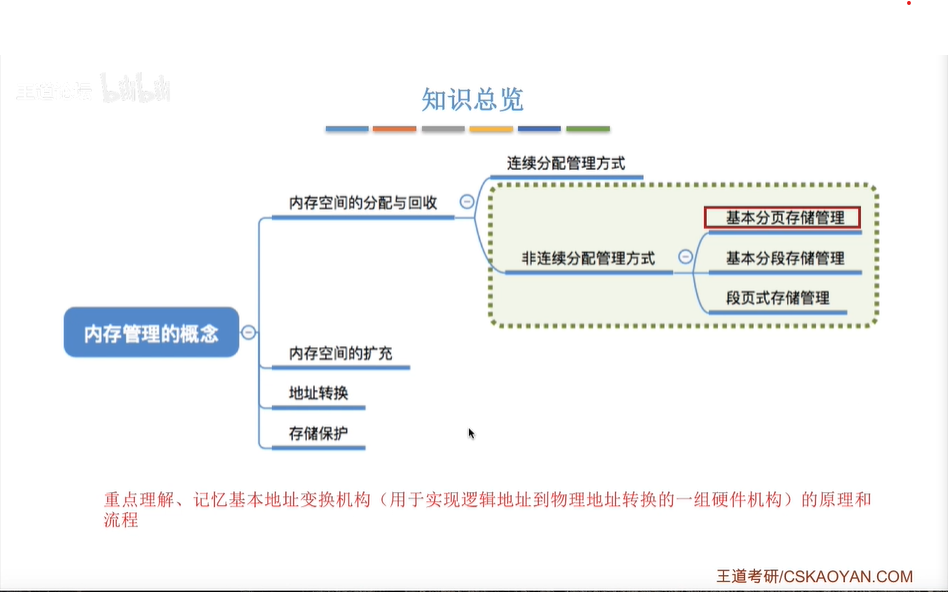 知识总览
连续分配管理方式
内存空间的分配与回收
基本分页存储管理
非连续分配管理方式
基本分段存储管理
段页式存储管理
内存管理的概念
内存空间的扩充
地址转换
存储保护
重点理解、记忆基本地址变换机构（用于实现逻辑地址到物理地址转换的一组硬件机构）的原理和
流程
王道考研/CSKAOYAN.COM